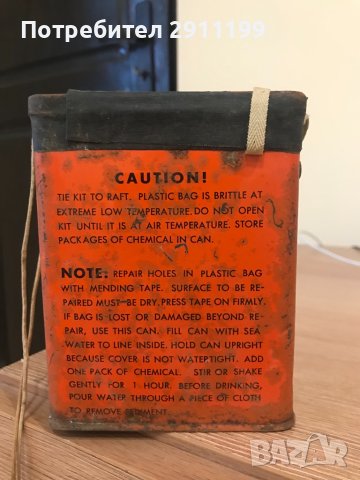 Потребител 2911199
CAUTION!
TIE KIT TO RAFT. PLASTIC BAG IS BRITTLE AT
EXTREME LOW TEMPERATURE. DO NOT OPEN
KIT UNTIL IT IS AT AIR TEMPERATURE. STORE
PACKAGES OF CHEMICAL IN CAN.
NOTE: REPAIR HOLES IN PLASTIC BAG
WITH MENDING TAPE. SURFACE TO BE RE-
PAIRED MUST BE DRY. PRESS TAPE ON FIRMLY.
IF BAG IS LOST OR DAMAGED BEYOND RE-
PAIR, USE THIS CAN. FILL CAN WITH SEA
WATER TO LINE INSIDE. HOLD CAN UPRIGHT
BECAUSE COVER IS NOT WATERTIGHT. ADD
ONE PACK OF CHEMICAL. STIR OR SHAKE
GENTLY FOR 1 HOUR. BEFORE DRINKING,
POUR WATER THROUGH A PIECE OF CLOTH
TO REMOVE SEDIMENT.
BAZAR